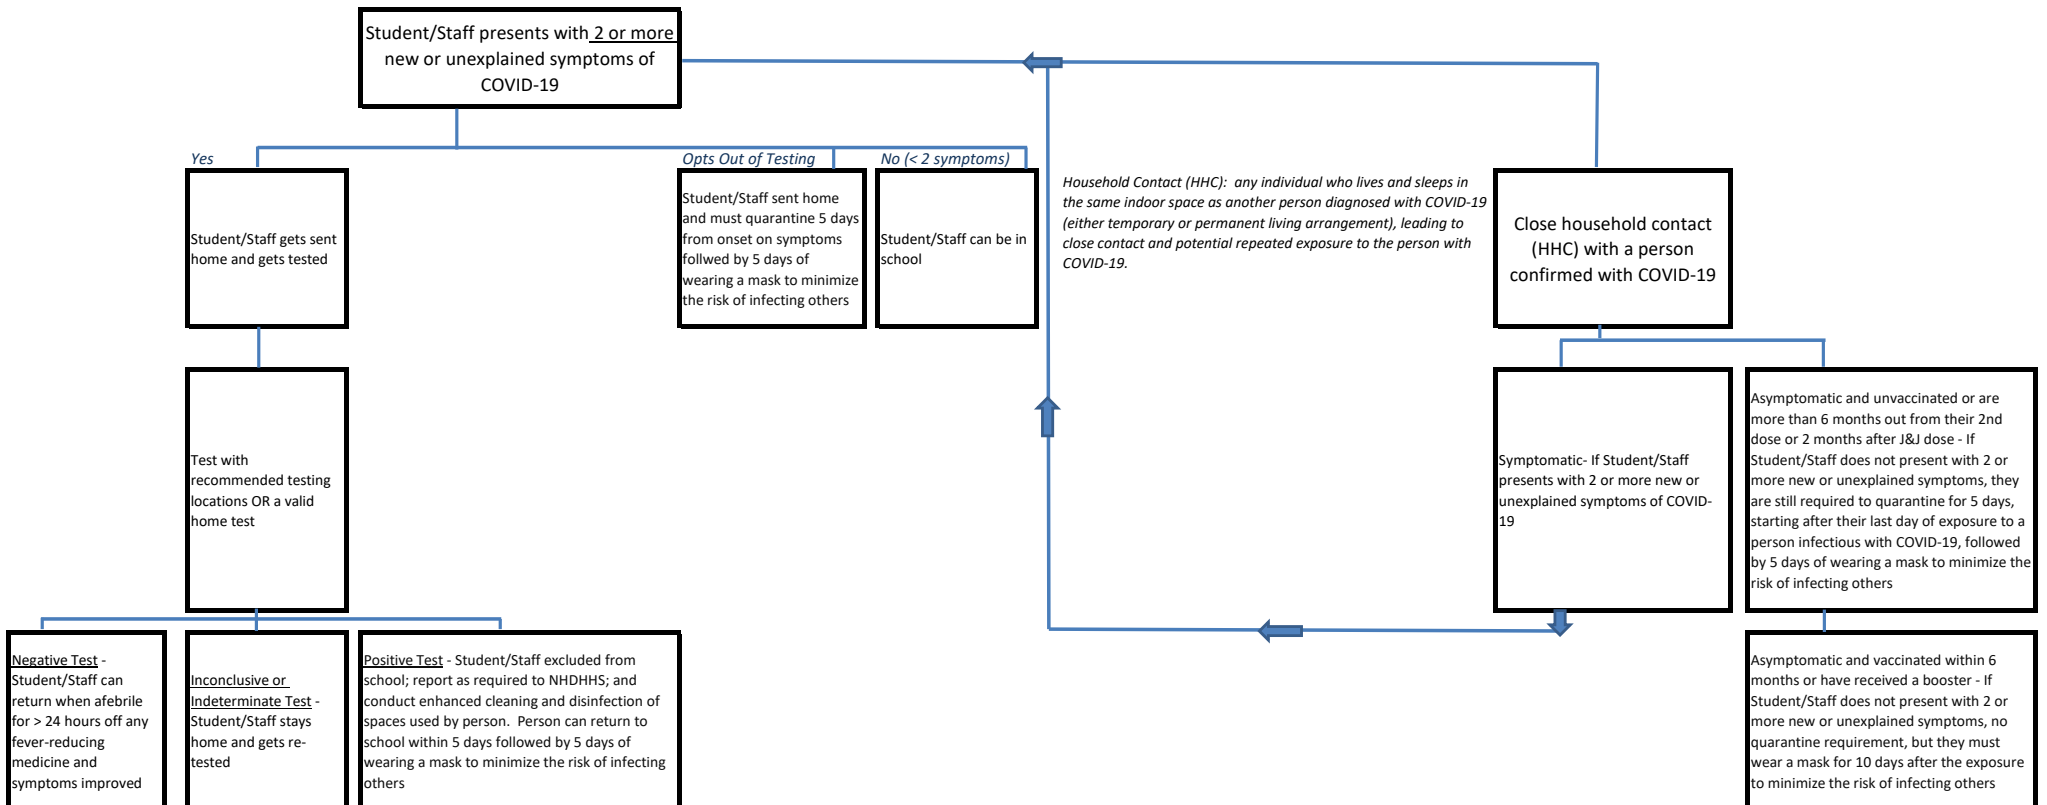 Student/Staff presents with 2 or more
new or unexplained symptoms of
COVID-19
Yes
Opts Out of Testing
No (< 2 symptoms)
Student/Staff gets sent
home and gets tested
Student/Staff sent home
and must quarantine 5 days
from onset on symptoms
follwed by 5 days of
wearing a mask to minimize
the risk of infecting others
Student/Staff can be in
school
Household Contact (HHC):  any individual who lives and sleeps in
the same indoor space as another person diagnosed with COVID-19
(either temporary or permanent living arrangement), leading to
close contact and potential repeated exposure to the person with
COVID-19.
Close household contact
(HHC) with a person
confirmed with COVID-19
Test with
recommended testing
locations OR a valid
home test
Symptomatic- If Student/Staff
presents with 2 or more new or
unexplained symptoms of COVID-
19
Asymptomatic and unvaccinated or are
more than 6 months out from their 2nd
dose or 2 months after J&J dose - If
Student/Staff does not present with 2 or
more new or unexplained symptoms, they
are still required to quarantine for 5 days,
starting after their last day of exposure to a
person infectious with COVID-19, followed
by 5 days of wearing a mask to minimize the
risk of infecting others
Negative Test -
Student/Staff can
return when afebrile
for > 24 hours off any
fever-reducing
medicine and
symptoms improved
Inconclusive or
Indeterminate Test -
Student/Staff stays
home and gets re-
tested
Positive Test - Student/Staff excluded from
school; report as required to NHDHHS; and
conduct enhanced cleaning and disinfection of
spaces used by person.  Person can return to
school within 5 days followed by 5 days of
wearing a mask to minimize the risk of infecting
others
Asymptomatic and vaccinated within 6
months or have received a booster - If
Student/Staff does not present with 2 or
more new or unexplained symptoms, no
quarantine requirement, but they must
wear a mask for 10 days after the exposure
to minimize the risk of infecting others